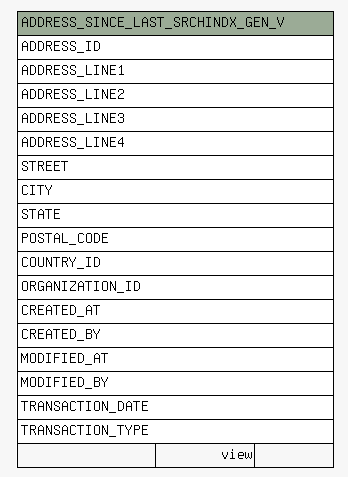 ADDRESS_SINCE_LAST_SRCHINDX_GEN_V
ADDRESS_ID
ADDRESS_LINE1
ADDRESS_LINE2
ADDRESS_LINE3
ADDRESS_LINE4
STREET
CITY
STATE
POSTAL_CODE
COUNTRY_ID
ORGANIZATION_ID
CREATED_AT
CREATED_BY
MODIFIED_AT
MODIFIED_BY
TRANSACTION_DATE
TRANSACTION_TYPE
view